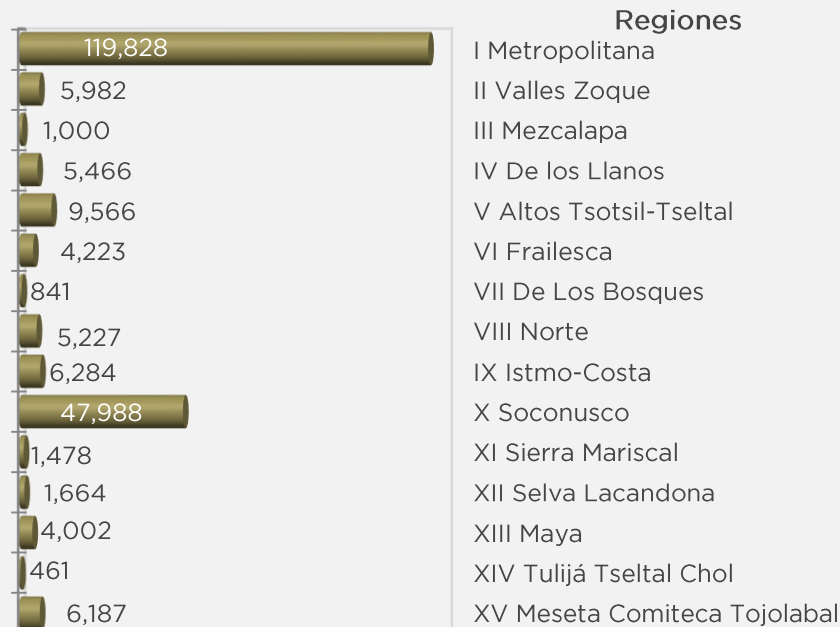 Regiones
119,828 I Metropolitana
5,982 II Valles Zoque
1,000 III Mezcalapa
5,466 IV De los Llanos
9,566 V Altos Tsotsil-Tseltal
4,223 VI Frailesca
841 VII De Los Bosques
5,227 VIII Norte
6,284 IX Istmo-Costa
47,988 X Soconusco
1,478 XI Sierra Mariscal
1,664 XII Selva Lacandona
4,002 XIII Maya
461 XIV Tulijá Tseltal Chol
6,187 XV Meseta Comiteca Tojolabal